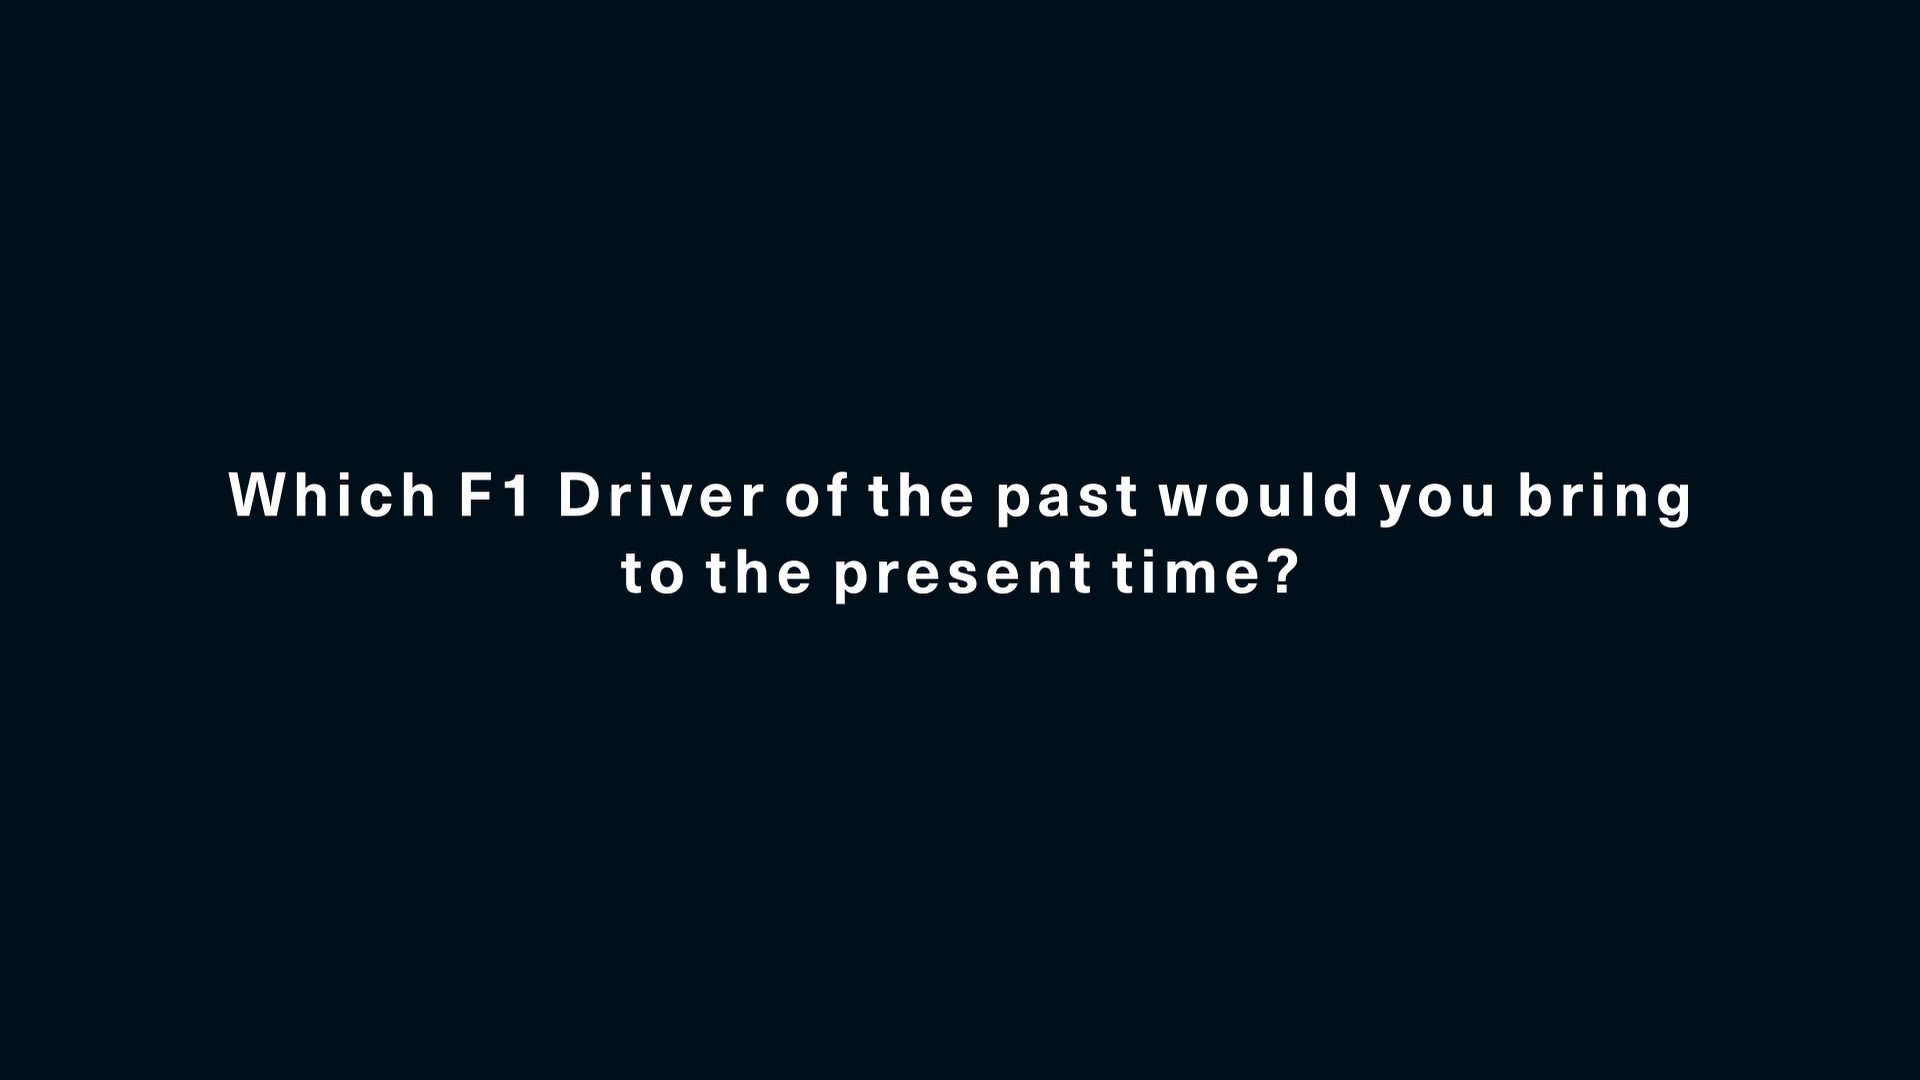 Which F1 Driver of the past would you bring
to the present time?